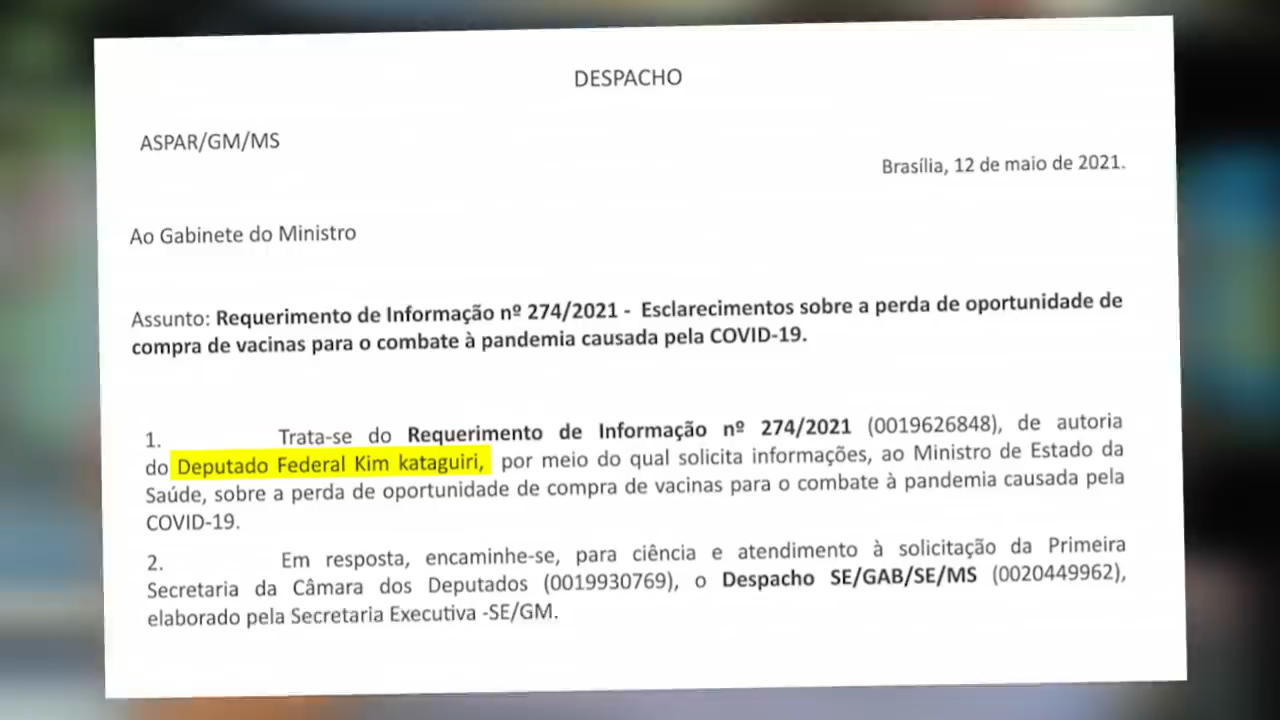 DESPACHO
ASPAR/GM/MS
Brasília, 12 de maio de 2021.
Ao Gabinete do Ministro
Assunto: Requerimento de Informação nº 274/2021 - Esclarecimentos sobre a perda de oportunidade de
compra de vacinas para o combate à pandemia causada pela COVID-19.
1. Trata-se do Requerimento de Informação nº 274/2021 (0019626848), de autoria
do Deputado Federal Kim kataguiri, por meio do qual solicita informações, ao Ministro de Estado da
Saúde, sobre a perda de oportunidade de compra de vacinas para o combate à pandemia causada pela
COVID-19.
2. Em resposta, encaminhe-se, para ciência e atendimento à solicitação da Primeira
Secretaria da Câmara dos Deputados (0019930769), o Despacho SE/GAB/SE/MS (0020449962),
elaborado pela Secretaria Executiva -SE/GM.